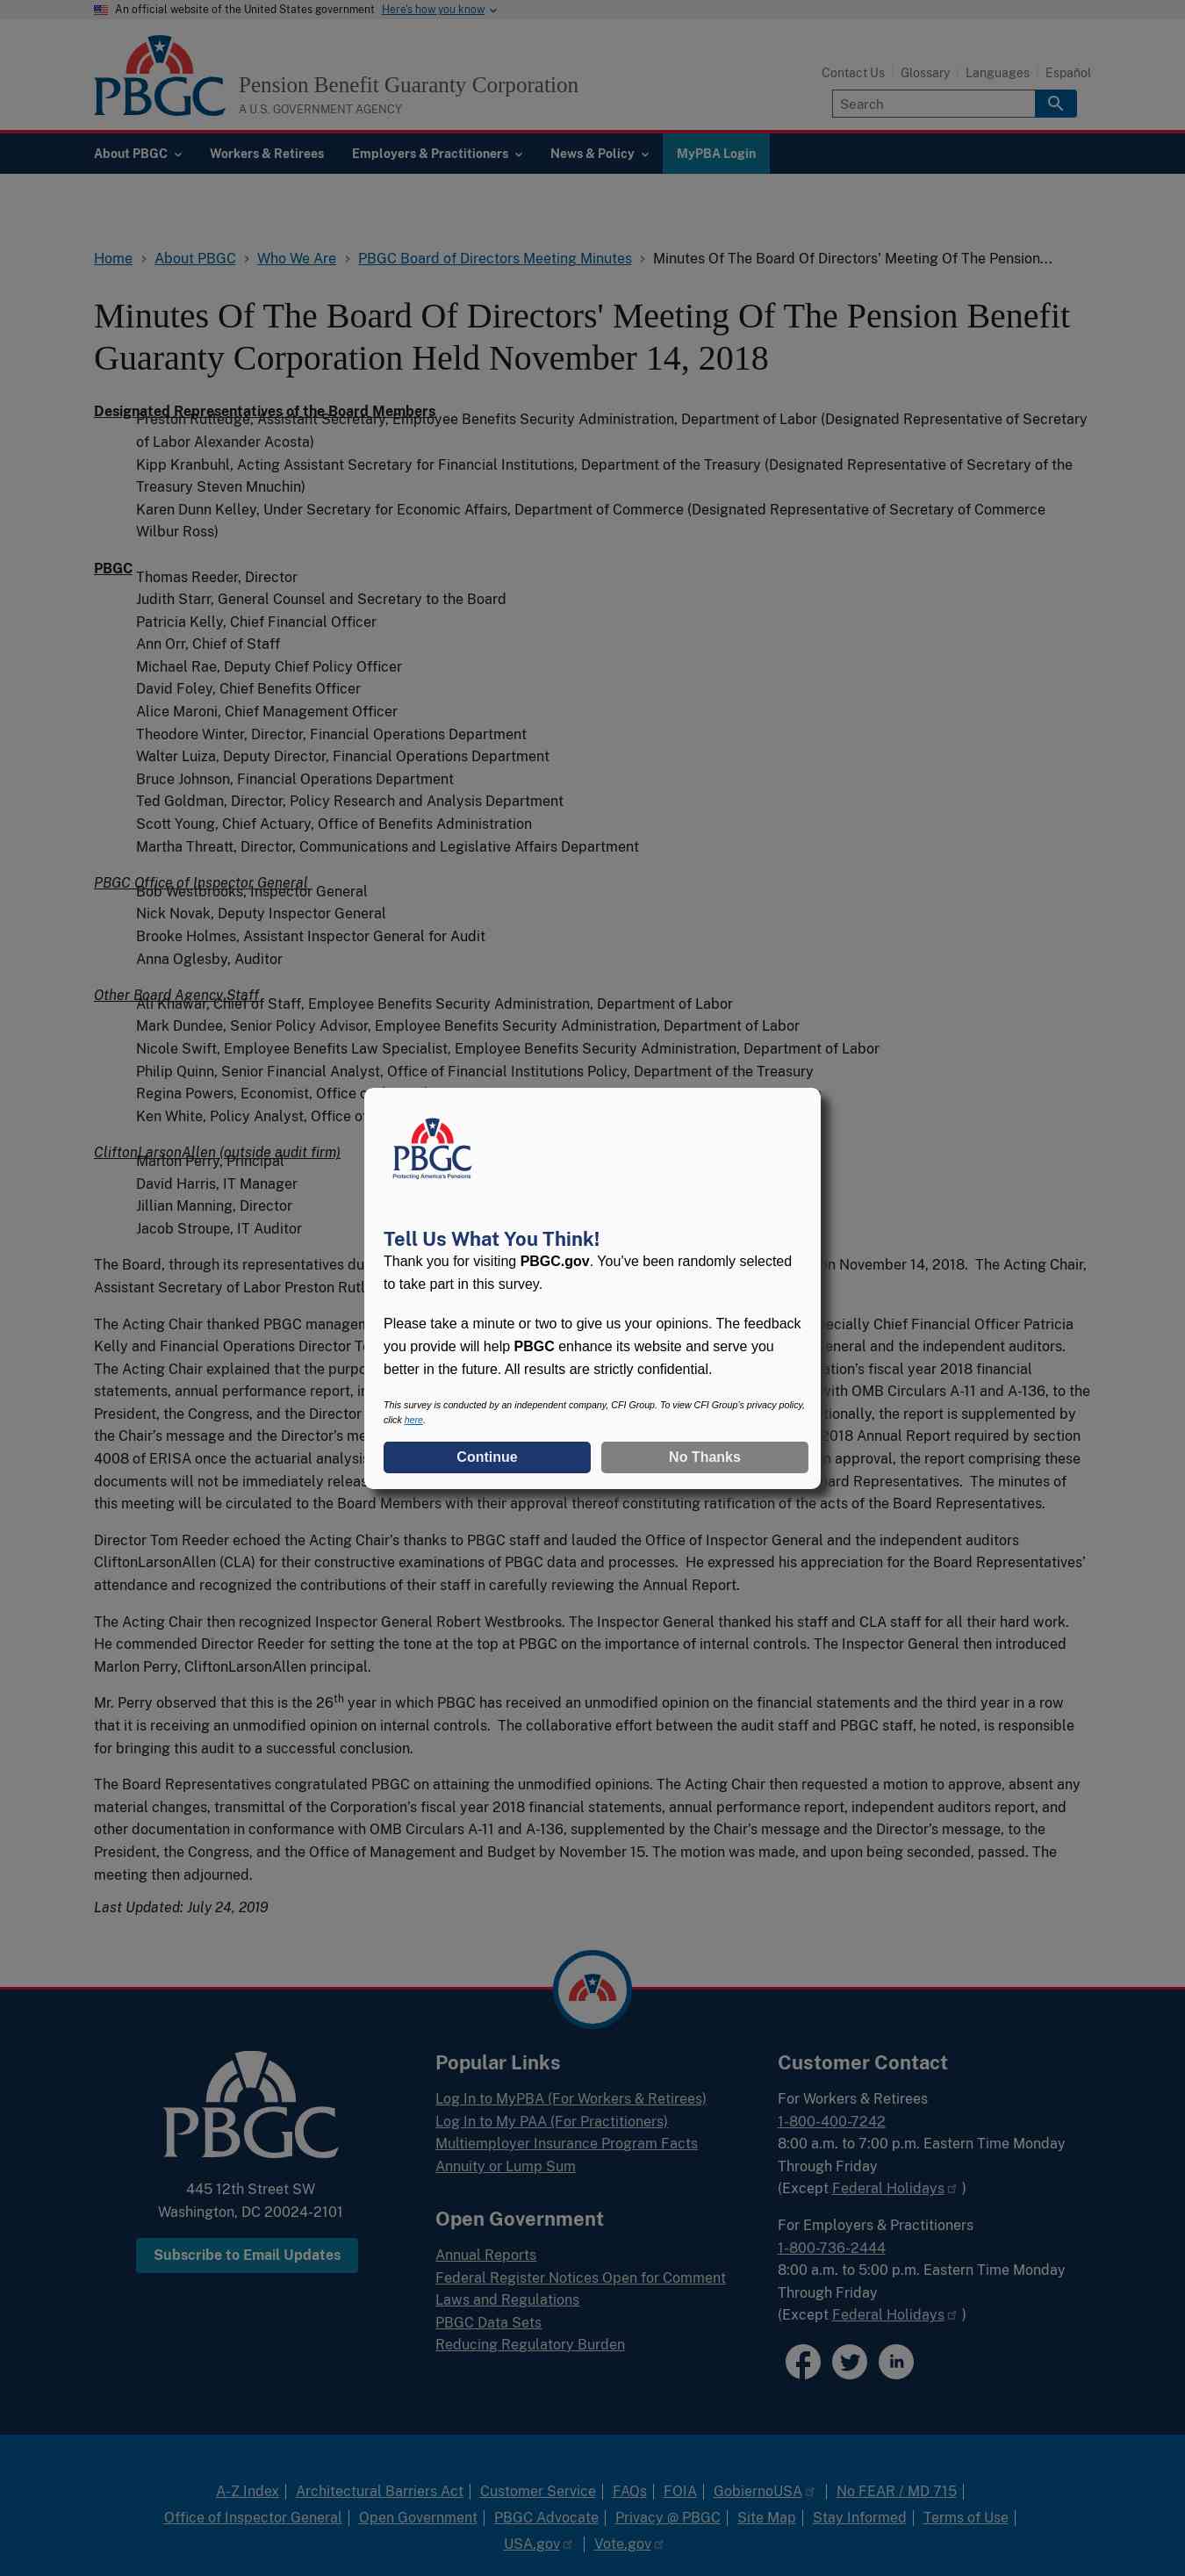 An official website of the United States government Here's how you know
PBGC
Pension Benefit Guaranty Corporation
A U.S. GOVERNMENT AGENCY
Contact Us
Glossary
Languages
Español
Search
About PBGC
Workers & Retirees
Employers & Practitioners
News & Policy
MyPBA Login
Home
About PBGC
Who We Are
PBGC Board of Directors Meeting Minutes
Minutes Of The Board Of Directors' Meeting Of The Pension...
Minutes Of The Board Of Directors' Meeting Of The Pension Benefit
Guaranty Corporation Held November 14, 2018
Designated Representatives of the Board Members
Preston Rutledge, Assistant Secretary, Employee Benefits Security Administration, Department of Labor (Designated Representative of Secretary
of Labor Alexander Acosta)
Kipp Kranbuhl, Acting Assistant Secretary for Financial Institutions, Department of the Treasury (Designated Representative of Secretary of the
Treasury Steven Mnuchin)
Karen Dunn Kelley, Under Secretary for Economic Affairs, Department of Commerce (Designated Representative of Secretary of Commerce
Wilbur Ross)
PBGC
Thomas Reeder, Director
Judith Starr, General Counsel and Secretary to the Board
Patricia Kelly, Chief Financial Officer
Ann Orr, Chief of Staff
Michael Rae, Deputy Chief Policy Officer
David Foley, Chief Benefits Officer
Alice Maroni, Chief Management Officer
Theodore Winter, Director, Financial Operations Department
Walter Luiza, Deputy Director, Financial Operations Department
Bruce Johnson, Financial Operations Department
Ted Goldman, Director, Policy Research and Analysis Department
Scott Young, Chief Actuary, Office of Benefits Administration
Martha Threatt, Director, Communications and Legislative Affairs Department
PBGC Office of Inspector General
Bob Westbrooks, Inspector General
Nick Novak, Deputy Inspector General
Brooke Holmes, Assistant Inspector General for Audit
Anna Oglesby, Auditor
Other Board Agency Staff
Ali Khawar, Chief of Staff, Employee Benefits Security Administration, Department of Labor
Mark Dundee, Senior Policy Advisor, Employee Benefits Security Administration, Department of Labor
Nicole Swift, Employee Benefits Law Specialist, Employee Benefits Security Administration, Department of Labor
Philip Quinn, Senior Financial Analyst, Office of Financial Institutions Policy, Department of the Treasury
Regina Powers, Economist, Office
Ken White, Policy Analyst, Office of
CliftonLarsonAllen (outside audit firm)
Marlon Perry, Principal
David Harris, IT Manager
Jillian Manning, Director
Jacob Stroupe, IT Auditor
The Board, through its representatives on November 14, 2018. The Acting Chair,
Assistant Secretary of Labor Preston
The Acting Chair thanked PBGC Chief Financial Officer Patricia
Kelly and Financial Operations Director and the independent auditors.
The Acting Chair explained that the fiscal year 2018 financial
statements, annual performance report, with OMB Circulars A-11 and A-136, to the
President, the Congress, and the Director the report is supplemented by
the Chair's message and the Director's 2018 Annual Report required by section
4008 of ERISA once the actuarial approval, the report comprising these
documents will not be immediately Representatives. The minutes of
this meeting will be circulated to the Board Members with their approval thereof constituting ratification of the acts of the Board Representatives.
PBGC
Protecting America's Pensions
Tell Us What You Think!
Thank you for visiting PBGC.gov. You've been randomly selected
to take part in this survey.
Please take a minute or two to give us your opinions. The feedback
you provide will help PBGC enhance its website and serve you
better in the future. All results are strictly confidential.
This survey is conducted by an independent company, CFI Group. To view CFI Group's privacy policy,
click here.
Continue
No Thanks
Director Tom Reeder echoed the Acting Chair's thanks to PBGC staff and lauded the Office of Inspector General and the independent auditors
CliftonLarsonAllen (CLA) for their constructive examinations of PBGC data and processes. He expressed his appreciation for the Board Representatives'
attendance and recognized the contributions of their staff in carefully reviewing the Annual Report.
The Acting Chair then recognized Inspector General Robert Westbrooks. The Inspector General thanked his staff and CLA staff for all their hard work.
He commended Director Reeder for setting the tone at the top at PBGC on the importance of internal controls. The Inspector General then introduced
Marlon Perry, CliftonLarsonAllen principal.
Mr. Perry observed that this is the 26th year in which PBGC has received an unmodified opinion on the financial statements and the third year in a row
that it is receiving an unmodified opinion on internal controls. The collaborative effort between the audit staff and PBGC staff, he noted, is responsible
for bringing this audit to a successful conclusion.
The Board Representatives congratulated PBGC on attaining the unmodified opinions. The Acting Chair then requested a motion to approve, absent any
material changes, transmittal of the Corporation's fiscal year 2018 financial statements, annual performance report, independent auditors report, and
other documentation in conformance with OMB Circulars A-11 and A-136, supplemented by the Chair's message and the Director's message, to the
President, the Congress, and the Office of Management and Budget by November 15. The motion was made, and upon being seconded, passed. The
meeting then adjourned.
Last Updated: July 24, 2019
PBGC
445 12th Street SW
Washington, DC 20024-2101
Subscribe to Email Updates
Popular Links
Log In to MyPBA (For Workers & Retirees)
Log In to My PAA (For Practitioners)
Multiemployer Insurance Program Facts
Annuity or Lump Sum
Open Government
Annual Reports
Federal Register Notices Open for Comment
Laws and Regulations
PBGC Data Sets
Reducing Regulatory Burden
Customer Contact
For Workers & Retirees
1-800-400-7242
8:00 a.m. to 7:00 p.m. Eastern Time Monday
Through Friday
(Except Federal Holidays )
For Employers & Practitioners
1-800-736-2444
8:00 a.m. to 5:00 p.m. Eastern Time Monday
Through Friday
(Except Federal Holidays )
A-Z Index | Architectural Barriers Act | Customer Service | FAQs | FOIA | GobiernoUSA | No FEAR / MD 715 |
Office of Inspector General | Open Government | PBGC Advocate | Privacy @ PBGC | Site Map | Stay Informed | Terms of Use |
USA.gov | Vote.gov